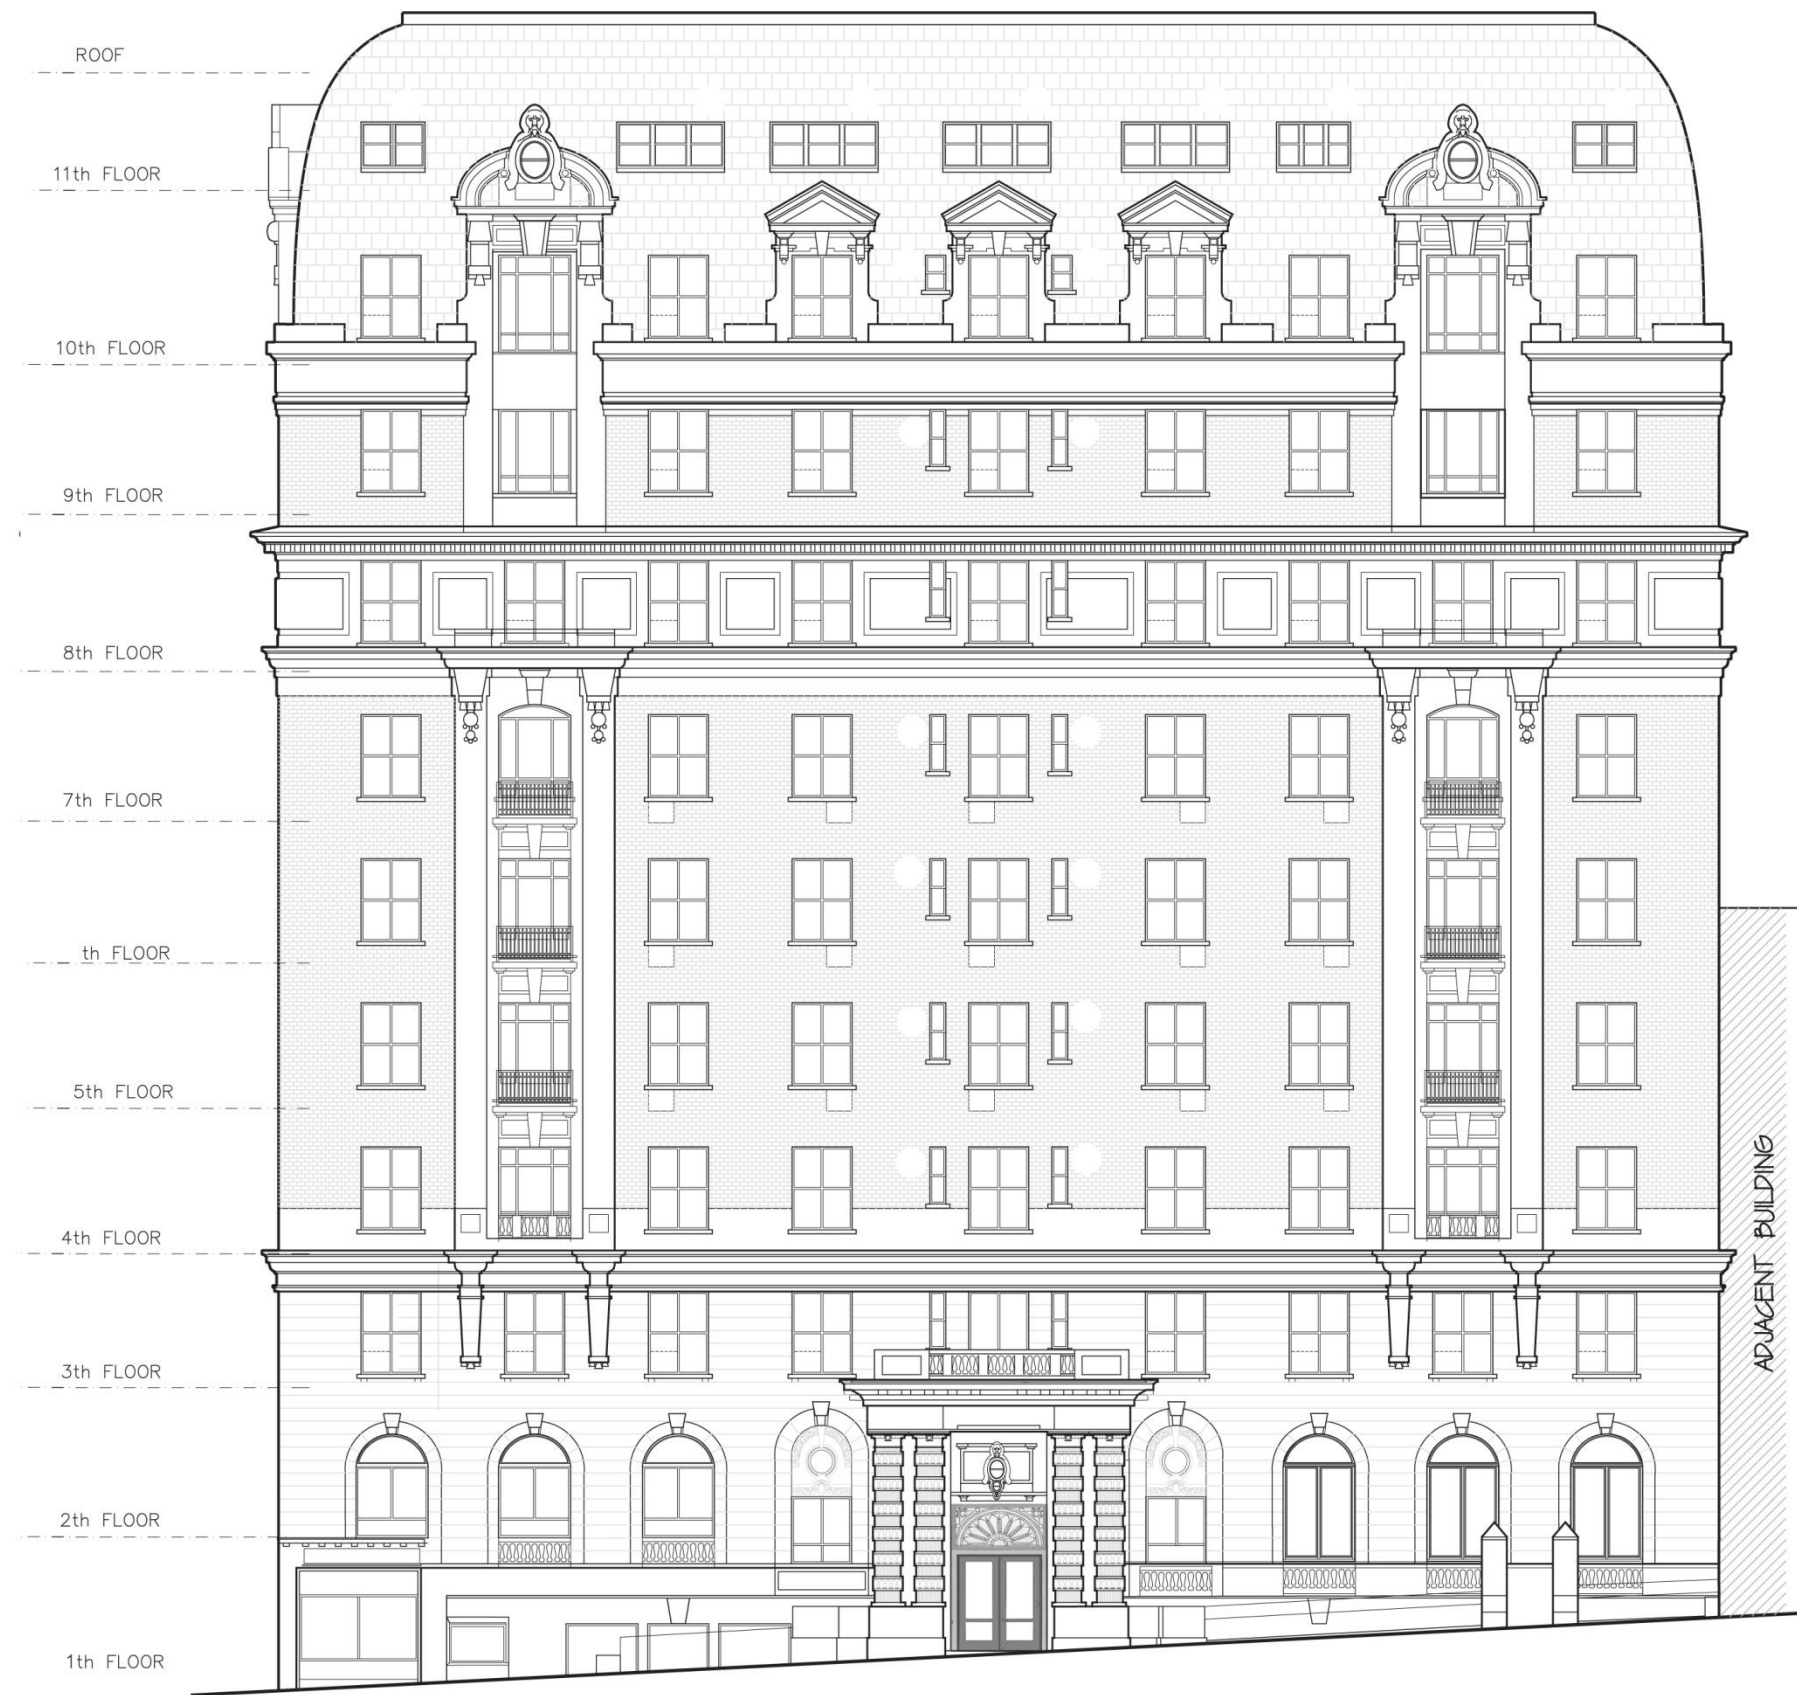 ROOF
11th FLOOR
10th FLOOR
9th FLOOR
8th FLOOR
7th FLOOR
th FLOOR
5th FLOOR
4th FLOOR
3th FLOOR
2th FLOOR
1th FLOOR
ADJACENT BUILDING